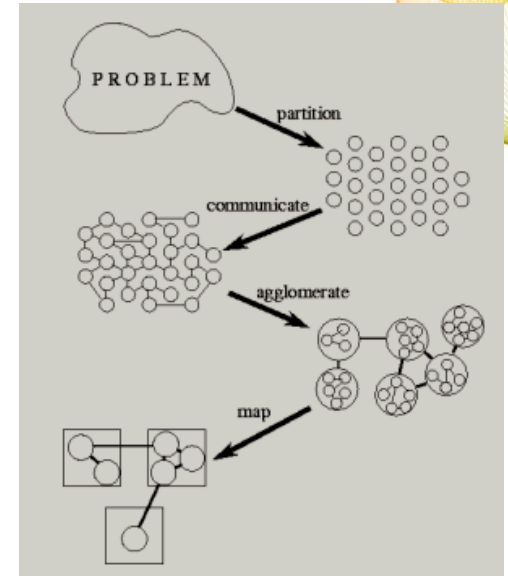 PROBLEM
partition
communicate
agglomerate
map